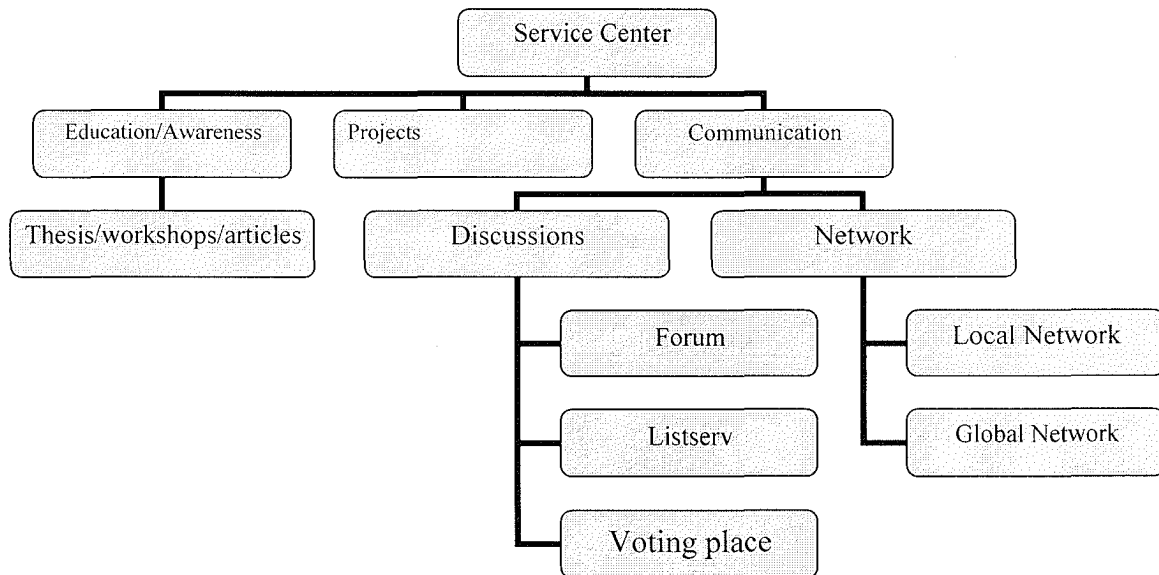 Service Center
Education/Awareness
Projects
Communication
Thesis/workshops/articles
Discussions
Network
Forum
Local Network
Listserv
Global Network
Voting place